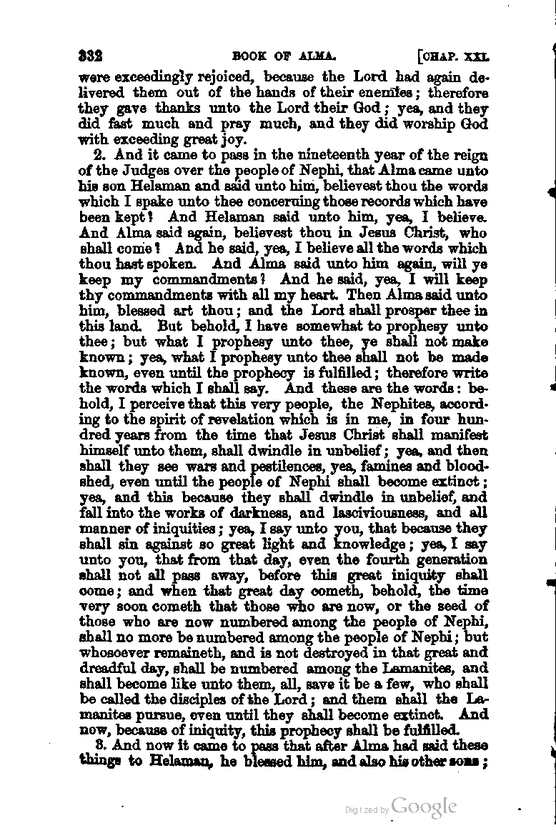 332 BOOK OF ALMA. [CHAP. XXI.
were exceedingly rejoiced, because the Lord had again de-
livered them out of the hands of their enemies; therefore
they gave thanks unto the Lord their God; yea, and they
did fast much and pray much, and they did worship God
with exceeding great joy.
2. And it came to pass in the nineteenth year of the reign
of the Judges over the people of Nephi, that Alma came unto
his son Helaman and said unto him, believest thou the words
which I spake unto thee concerning those records which have
been kept? And Helaman said unto him, yea, I believe.
And Alma said again, believest thou in Jesus Christ, who
shall come? And he said, yea, I believe all the words which
thou hast spoken. And Alma said unto him again, will ye
keep my commandments? And he said, yea, I will keep
thy commandments with all my heart. Then Alma said unto
him, blessed art thou; and the Lord shall prosper thee in
this land. But behold, I have somewhat to prophesy unto
thee; but what I prophesy unto thee, ye shall not make
known; yea, what I prophesy unto thee shall not be made
known, even until the prophecy is fulfilled; therefore write
the words which I shall say. And these are the words: be-
hold, I perceive that this very people, the Nephites, accord-
ing to the spirit of revelation which is in me, in four hun-
dred years from the time that Jesus Christ shall manifest
himself unto them, shall dwindle in unbelief; yea, and then
shall they see wars and pestilences, yea, famines and blood-
shed, even until the people of Nephi shall become extinct;
yea, and this because they shall dwindle in unbelief, and
fall into the works of darkness, and lasciviousness, and all
manner of iniquities; yea, I say unto you, that because they
shall sin against so great light and knowledge; yea, I say
unto you, that from that day, even the fourth generation
shall not all pass away, before this great iniquity shall
come; and when that great day cometh, behold, the time
very soon cometh that those who are now, or the seed of
those who are now numbered among the people of Nephi,
shall no more be numbered among the people of Nephi; but
whosoever remaineth, and is not destroyed in that great and
dreadful day, shall be numbered among the Lamanites, and
shall become like unto them, all, save it be a few, who shall
be called the disciples of the Lord; and them shall the La-
manites pursue, even until they shall become extinct. And
now, because of iniquity, this prophecy shall be fulfilled.
3. And now it came to pass that after Alma had said these
things to Helaman, he blessed him, and also his other sons;
Digitized by Google